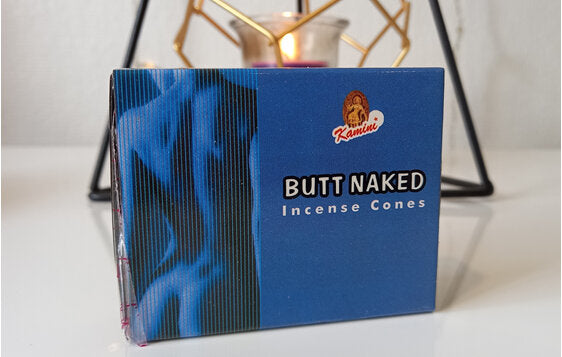 Kamini
BUTT NAKED
Incense Cones